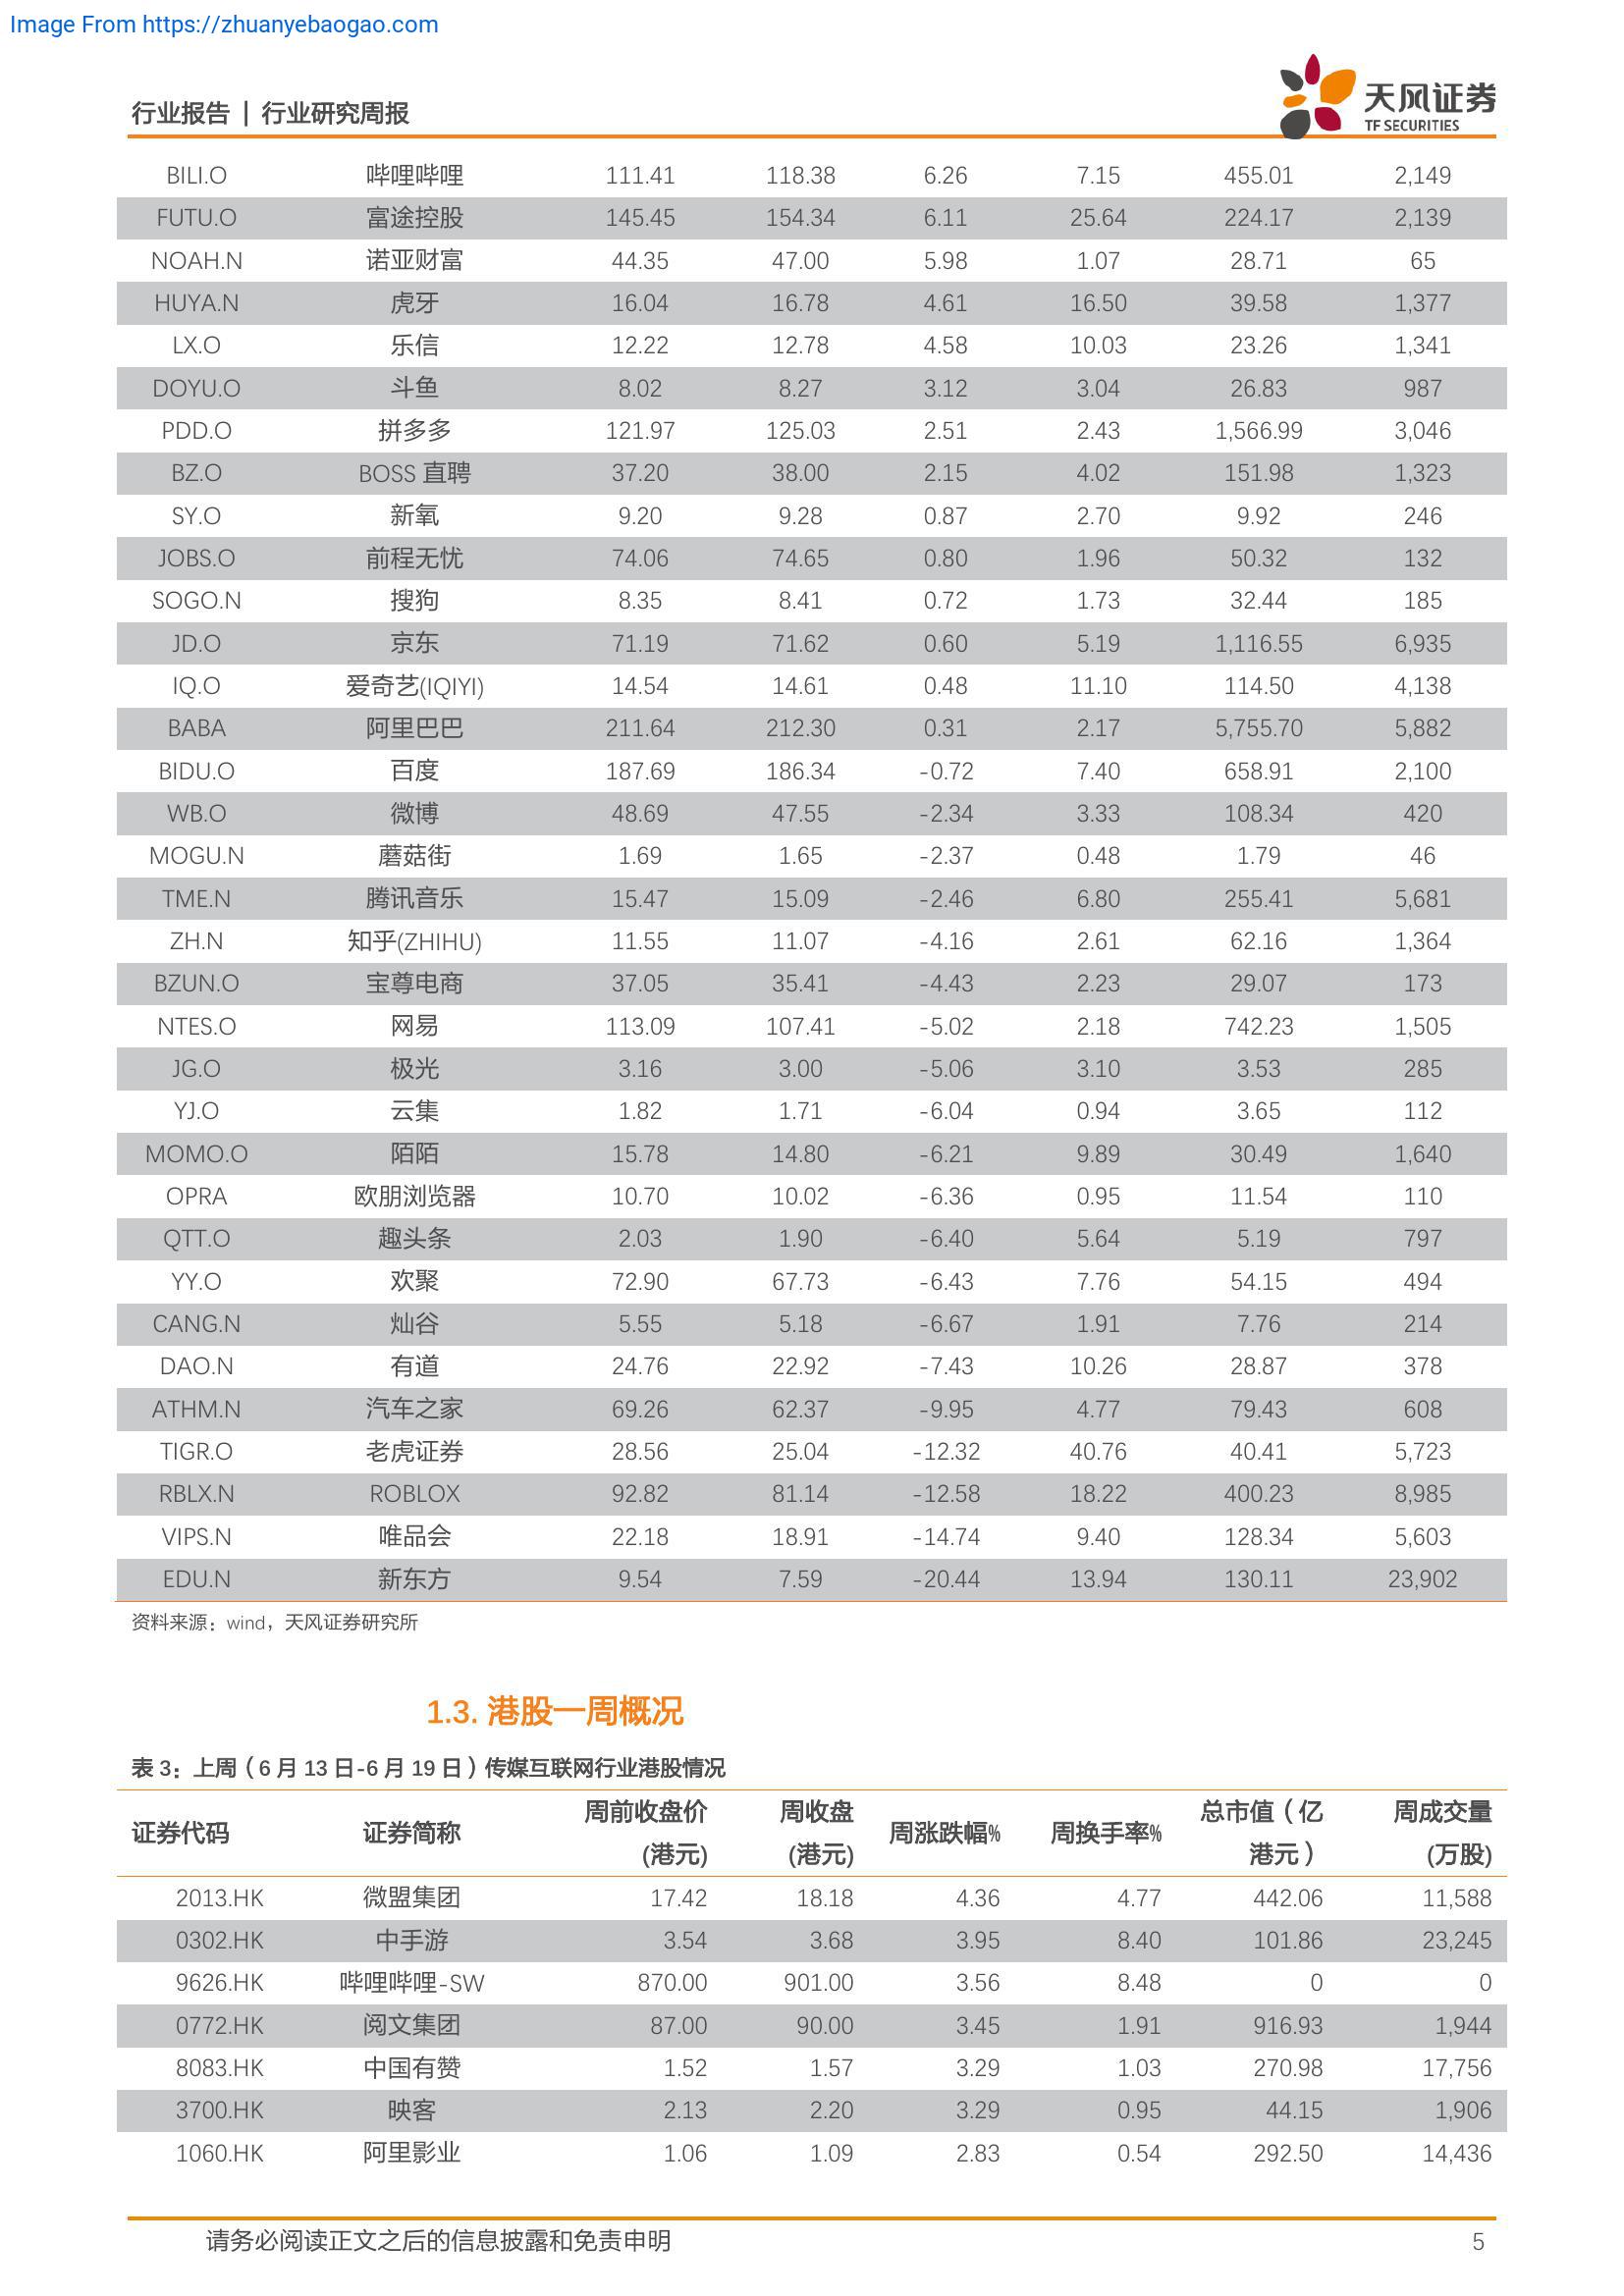 Image From https://zhuanyebaogao.com
行业报告 | 行业研究周报
天风证券
TF SECURITIES
BILI.O 哔哩哔哩 111.41 118.38 6.26 7.15 455.01 2,149
FUTU.O 富途控股 145.45 154.34 6.11 25.64 224.17 2,139
NOAH.N 诺亚财富 44.35 47.00 5.98 1.07 28.71 65
HUYA.N 虎牙 16.04 16.78 4.61 16.50 39.58 1,377
LX.O 乐信 12.22 12.78 4.58 10.03 23.26 1,341
DOYU.O 斗鱼 8.02 8.27 3.12 3.04 26.83 987
PDD.O 拼多多 121.97 125.03 2.51 2.43 1,566.99 3,046
BZ.O BOSS 直聘 37.20 38.00 2.15 4.02 151.98 1,323
SY.O 新氧 9.20 9.28 0.87 2.70 9.92 246
JOBS.O 前程无忧 74.06 74.65 0.80 1.96 50.32 132
SOGO.N 搜狗 8.35 8.41 0.72 1.73 32.44 185
JD.O 京东 71.19 71.62 0.60 5.19 1,116.55 6,935
IQ.O 爱奇艺(IQIYI) 14.54 14.61 0.48 11.10 114.50 4,138
BABA 阿里巴巴 211.64 212.30 0.31 2.17 5,755.70 5,882
BIDU.O 百度 187.69 186.34 -0.72 7.40 658.91 2,100
WB.O 微博 48.69 47.55 -2.34 3.33 108.34 420
MOGU.N 蘑菇街 1.69 1.65 -2.37 0.48 1.79 46
TME.N 腾讯音乐 15.47 15.09 -2.46 6.80 255.41 5,681
ZH.N 知乎(ZHIHU) 11.55 11.07 -4.16 2.61 62.16 1,364
BZUN.O 宝尊电商 37.05 35.41 -4.43 2.23 29.07 173
NTES.O 网易 113.09 107.41 -5.02 2.18 742.23 1,505
JG.O 极光 3.16 3.00 -5.06 3.10 3.53 285
YJ.O 云集 1.82 1.71 -6.04 0.94 3.65 112
MOMO.O 陌陌 15.78 14.80 -6.21 9.89 30.49 1,640
OPRA 欧朋浏览器 10.70 10.02 -6.36 0.95 11.54 110
QTT.O 趣头条 2.03 1.90 -6.40 5.64 5.19 797
YY.O 欢聚 72.90 67.73 -6.43 7.76 54.15 494
CANG.N 灿谷 5.55 5.18 -6.67 1.91 7.76 214
DAO.N 有道 24.76 22.92 -7.43 10.26 28.87 378
ATHM.N 汽车之家 69.26 62.37 -9.95 4.77 79.43 608
TIGR.O 老虎证券 28.56 25.04 -12.32 40.76 40.41 5,723
RBLX.N ROBLOX 92.82 81.14 -12.58 18.22 400.23 8,985
VIPS.N 唯品会 22.18 18.91 -14.74 9.40 128.34 5,603
EDU.N 新东方 9.54 7.59 -20.44 13.94 130.11 23,902
资料来源：wind，天风证券研究所
1.3. 港股一周概况
表 3：上周（6 月 13 日-6 月 19 日）传媒互联网行业港股情况
证券代码 证券简称 周前收盘价(港元) 周收盘(港元) 周涨跌幅% 周换手率% 总市值（亿港元） 周成交量(万股)
2013.HK 微盟集团 17.42 18.18 4.36 4.77 442.06 11,588
0302.HK 中手游 3.54 3.68 3.95 8.40 101.86 23,245
9626.HK 哔哩哔哩-SW 870.00 901.00 3.56 8.48 0 0
0772.HK 阅文集团 87.00 90.00 3.45 1.91 916.93 1,944
8083.HK 中国有赞 1.52 1.57 3.29 1.03 270.98 17,756
3700.HK 映客 2.13 2.20 3.29 0.95 44.15 1,906
1060.HK 阿里影业 1.06 1.09 2.83 0.54 292.50 14,436
请务必阅读正文之后的信息披露和免责申明 5